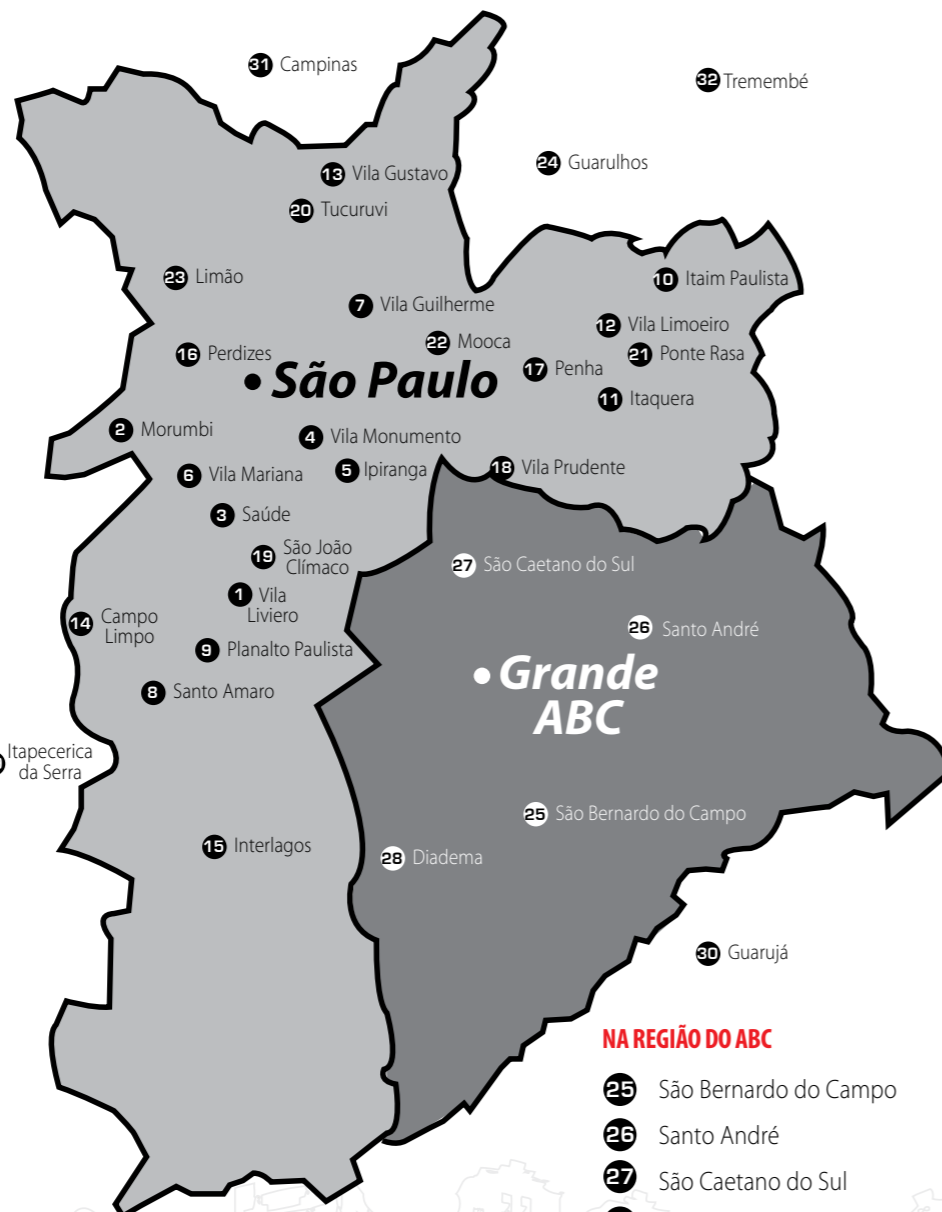 31 Campinas
32 Tremembé
24 Guarulhos
13 Vila Gustavo
20 Tucuruvi
23 Limão
10 Itaim Paulista
7 Vila Guilherme
12 Vila Limoeiro
22 Mooca
16 Perdizes
21 Ponte Rasa
17 Penha
• São Paulo
11 Itaquera
2 Morumbi
4 Vila Monumento
5 Ipiranga
18 Vila Prudente
6 Vila Mariana
3 Saúde
19 São João
Clímaco
27 São Caetano do Sul
1 Vila
Liviero
14 Campo
Limpo
26 Santo André
9 Planalto Paulista
• Grande
ABC
8 Santo Amaro
Itapecerica
da Serra
25 São Bernardo do Campo
15 Interlagos
28 Diadema
30 Guarujá
NA REGIÃO DO ABC
25 São Bernardo do Campo
26 Santo André
27 São Caetano do Sul